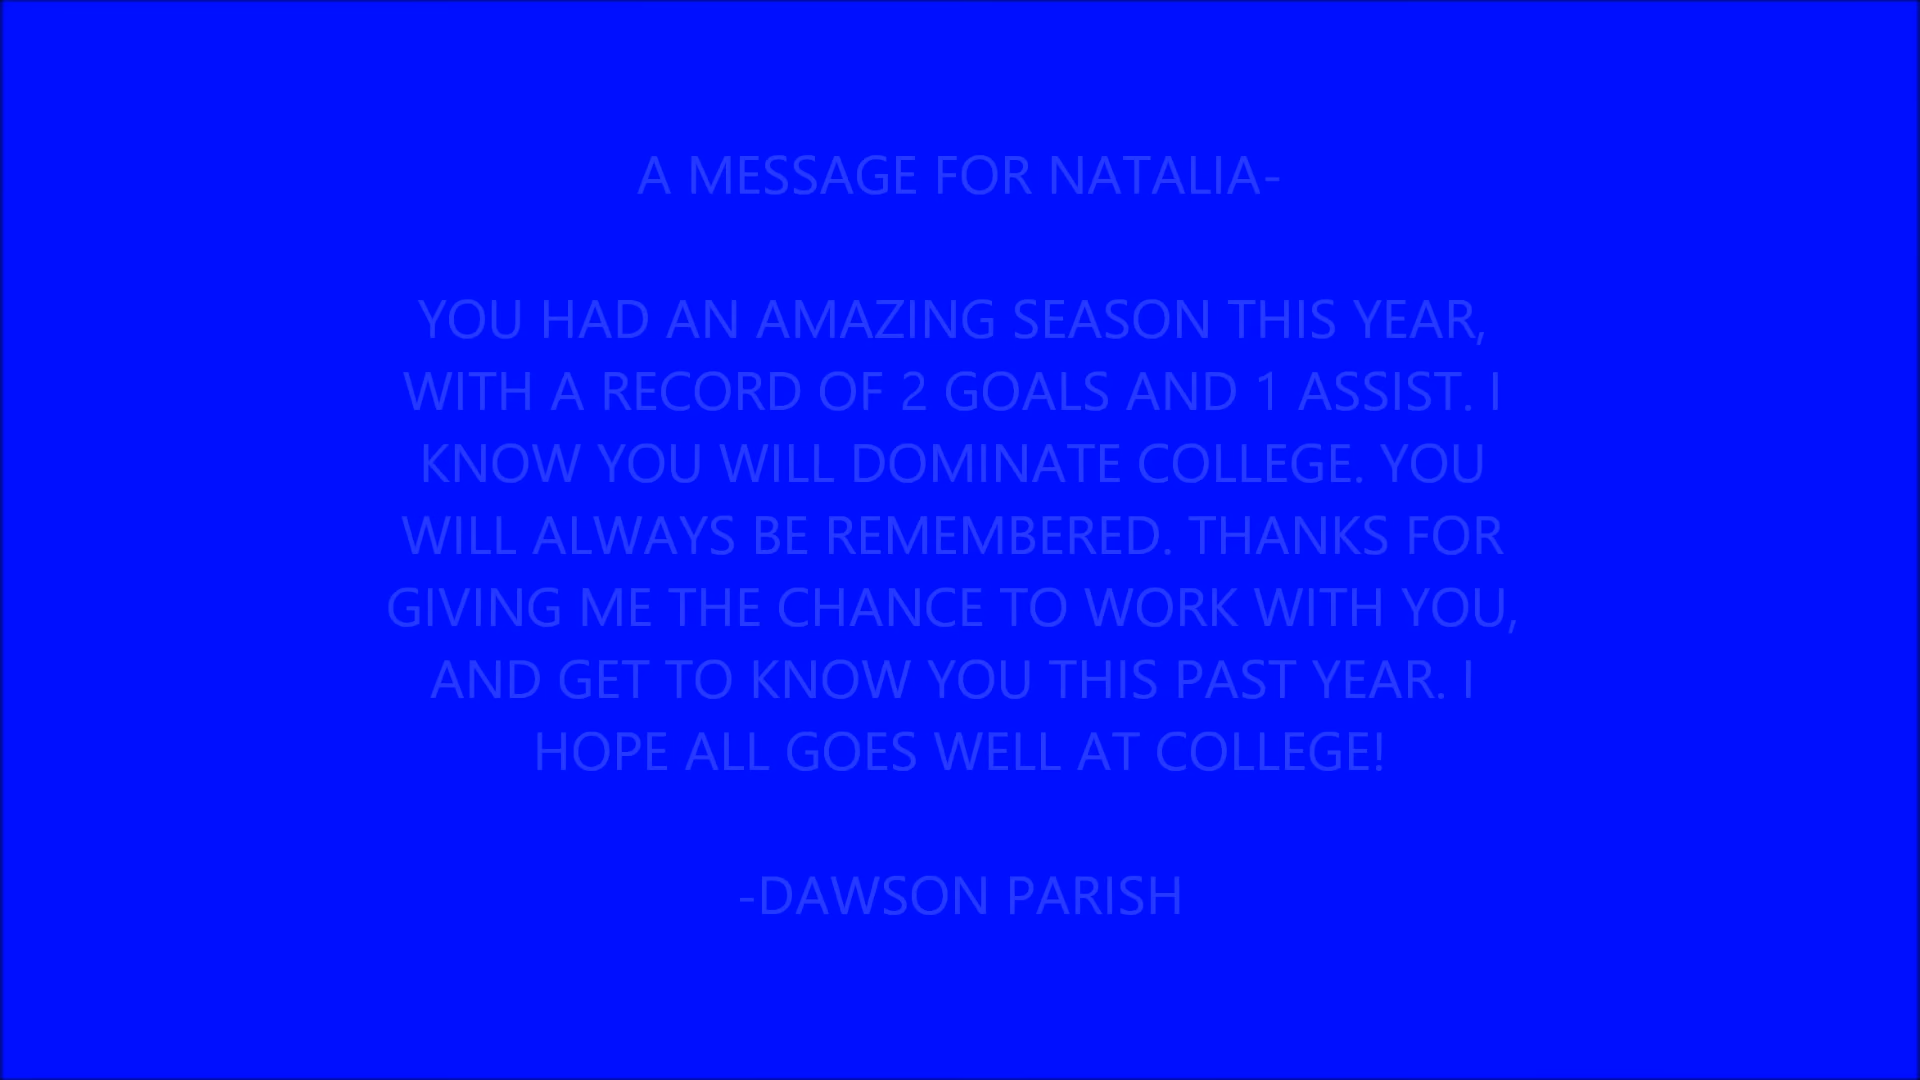 A MESSAGE FOR NATALIA-
YOU HAD AN AMAZING SEASON THIS YEAR,
WITH A RECORD OF 2 GOALS AND 1 ASSIST. I
KNOW YOU WILL DOMINATE COLLEGE. YOU
WILL ALWAYS BE REMEMBERED. THANKS FOR
GIVING ME THE CHANCE TO WORK WITH YOU,
AND GET TO KNOW YOU THIS PAST YEAR. I
HOPE ALL GOES WELL AT COLLEGE!
-DAWSON PARISH